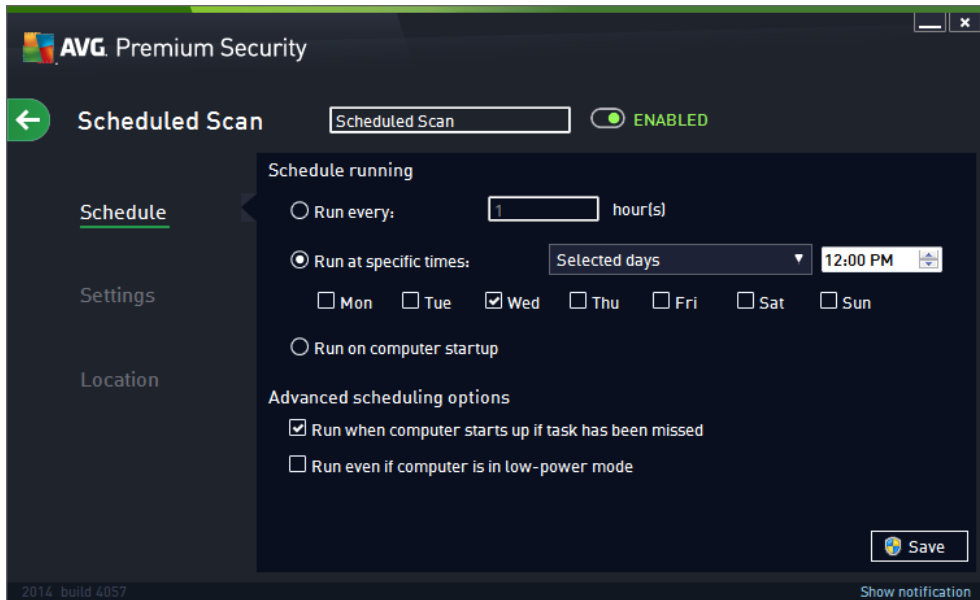 AVG. Premium Security
Scheduled Scan Scheduled Scan ENABLED
Schedule running
Schedule
Run every: 1 hour(s)
Run at specific times: Selected days 12:00 PM
Settings
Mon Tue Wed Thu Fri Sat Sun
Run on computer startup
Location
Advanced scheduling options
Run when computer starts up if task has been missed
Run even if computer is in low-power mode
Save
2014 build 4057 Show notification